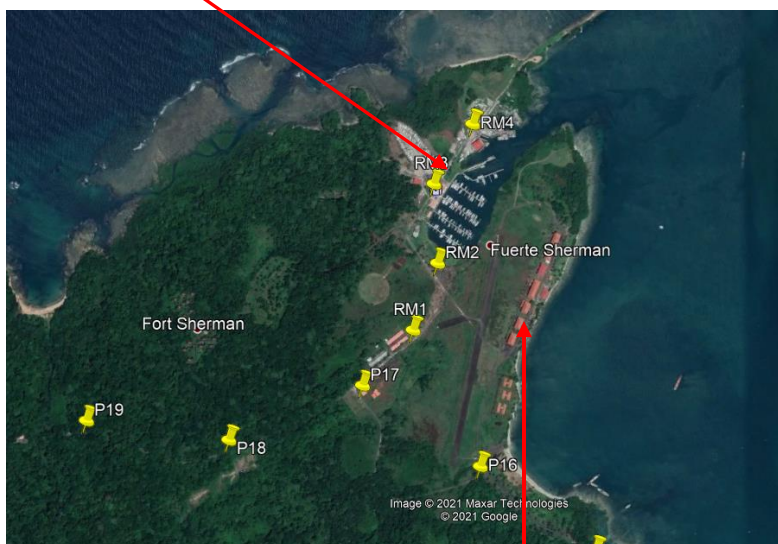 RM4
RM3
RM2
Fuerte Sherman
RM1
Fort Sherman
P17
P19
P18
P16
Image © 2021 Maxar Technologies
© 2021 Google